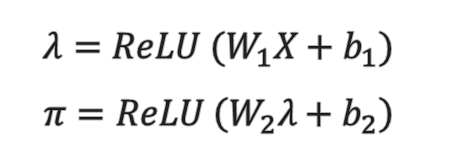 λ = ReLU (W₁X + b₁)
π = ReLU (W₂λ + b₂)